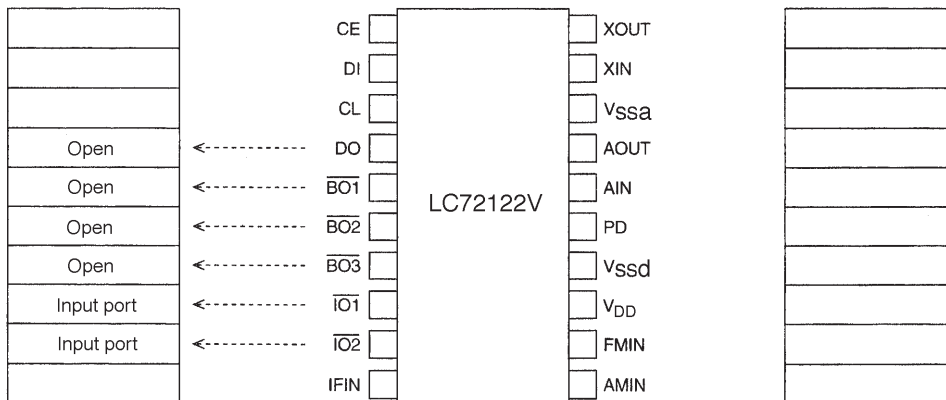 CE XOUT
DI XIN
CL Vssa
Open DO AOUT
Open BO1 AIN
LC72122V
Open BO2 PD
Open BO3 Vssd
Input port IO1 VDD
Input port IO2 FMIN
IFIN AMIN